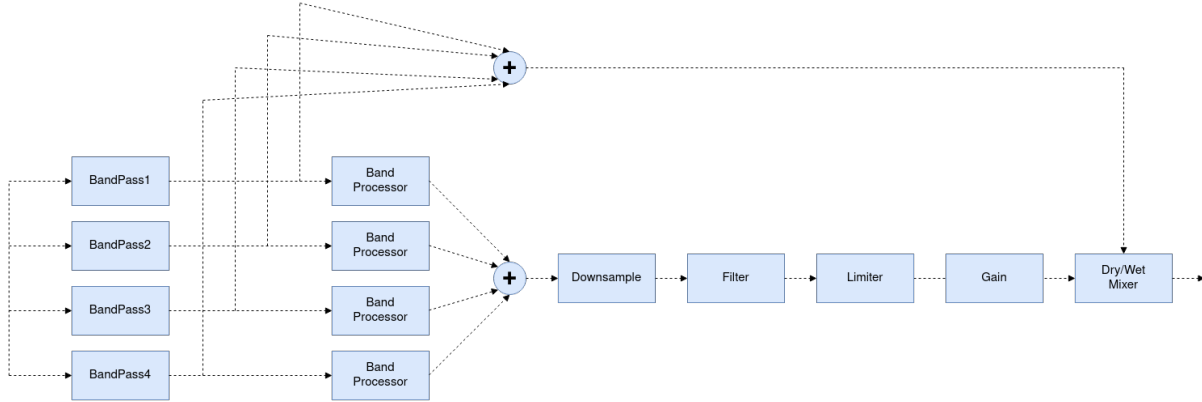 +
BandPass1
Band
Processor
BandPass2
Band
Processor
+
Downsample
Filter
Limiter
Gain
Dry/Wet
Mixer
BandPass3
Band
Processor
BandPass4
Band
Processor